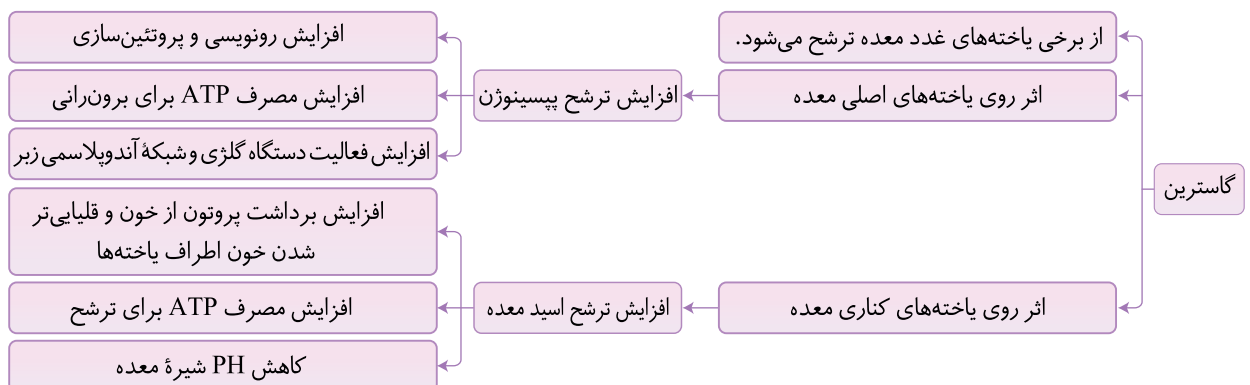 گاسترین
از برخی یاخته‌های غدد معده ترشح می‌شود.
اثر روی یاخته‌های اصلی معده
افزایش ترشح پپسینوژن
افزایش رونویسی و پروتئین‌سازی
افزایش مصرف ATP برای برون‌رانی
افزایش فعالیت دستگاه گلژی و شبکهٔ آندوپلاسمی زبر
اثر روی یاخته‌های کناری معده
افزایش ترشح اسید معده
افزایش برداشت پروتون از خون و قلیایی‌تر
شدن خون اطراف یاخته‌ها
افزایش مصرف ATP برای ترشح
کاهش PH شیرهٔ معده